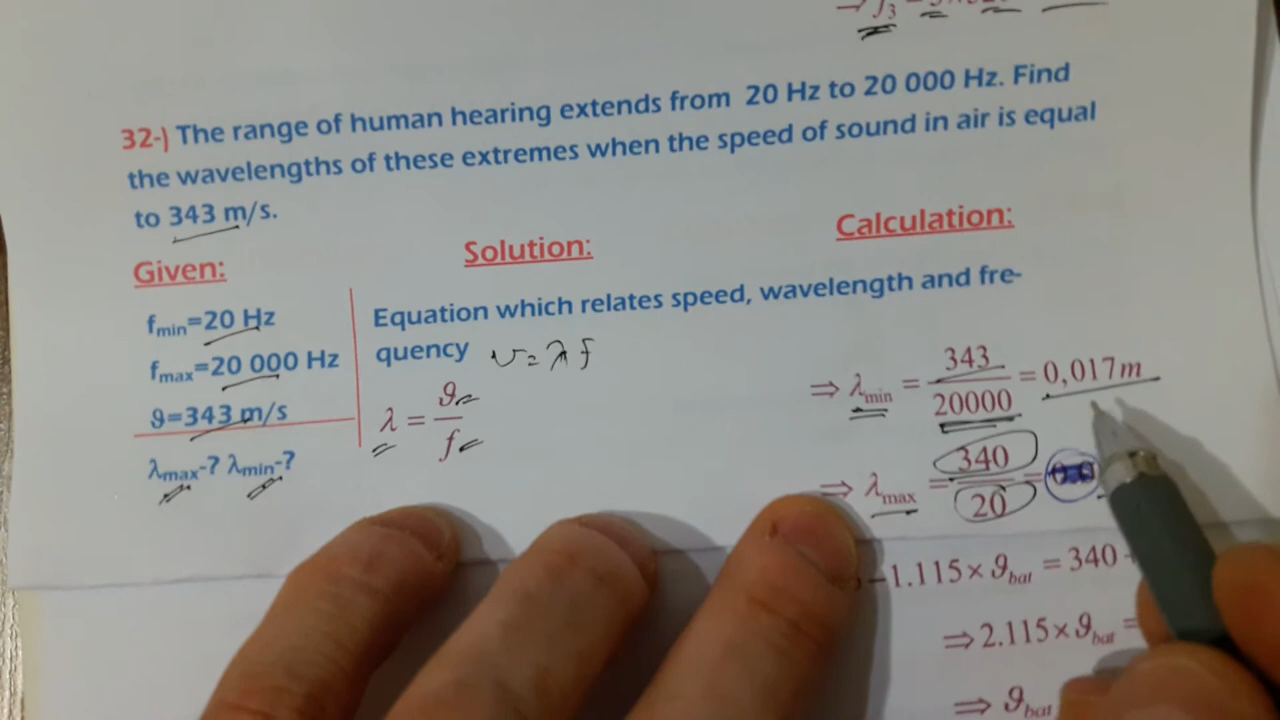 32-) The range of human hearing extends from 20 Hz to 20 000 Hz. Find
the wavelengths of these extremes when the speed of sound in air is equal
to 343 m/s.
Given:
Solution:
Calculation:
fmin=20 Hz
fmax=20 000 Hz
ϑ=343 m/s
λmax-? λmin-?
Equation which relates speed, wavelength and fre-
quency v=λf
λ = ϑ/f
⇒ λmin = 343/20000 = 0,017m
⇒ λmax = 340/20 =
-1.115×ϑbat = 340
⇒ 2.115×ϑbat =
⇒ ϑbat